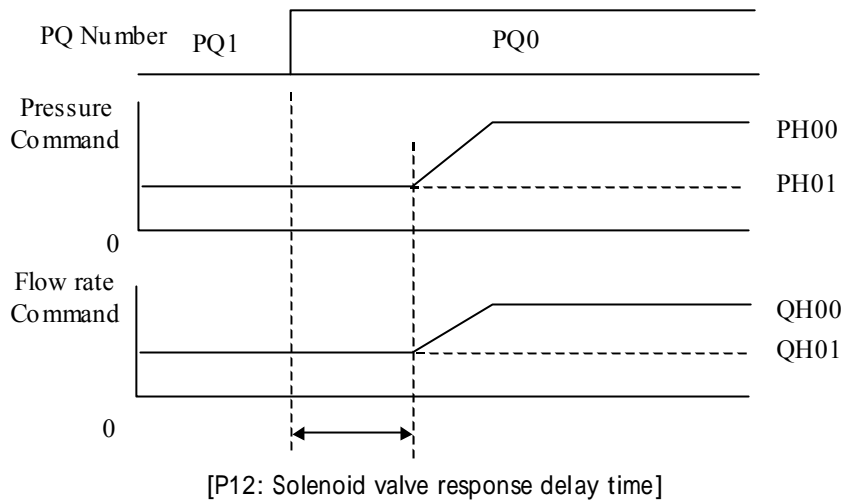 PQ Number
PQ1
PQ0
Pressure
Command
PH00
PH01
0
Flow rate
Command
QH00
QH01
0
[P12: Solenoid valve response delay time]